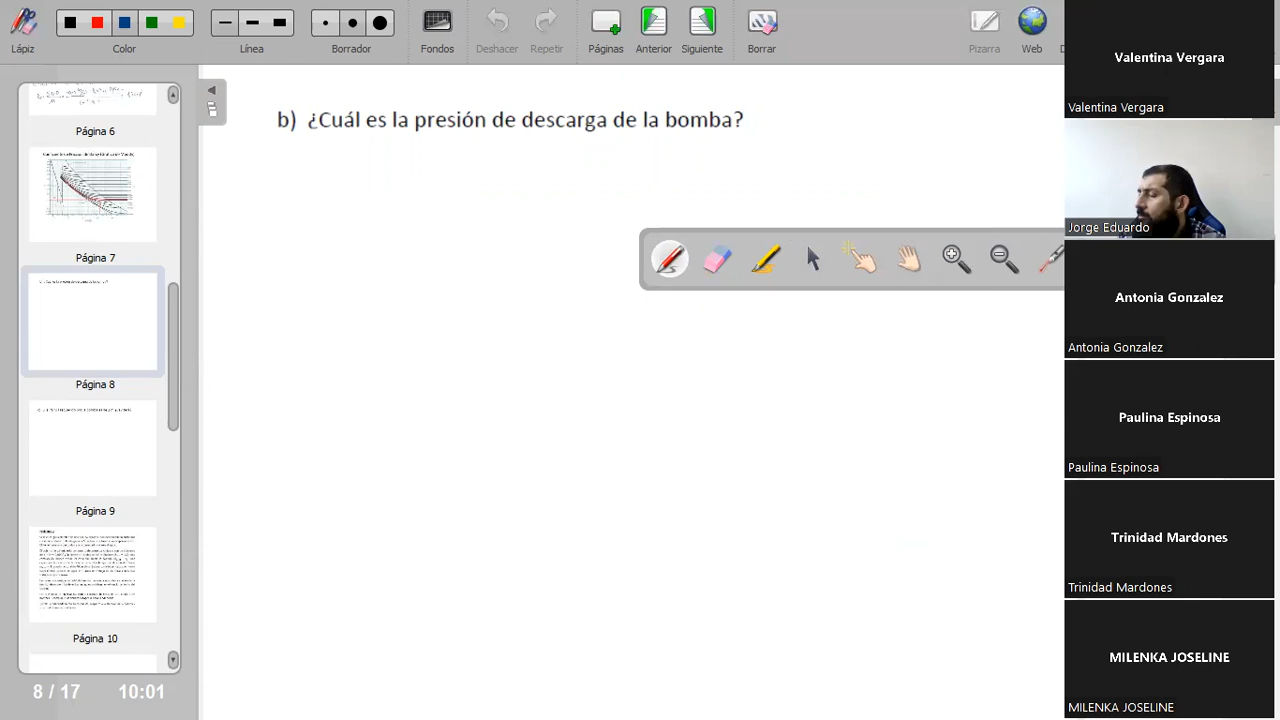 Lápiz
Color
Línea
Borrador
Fondos
Deshacer
Repetir
Páginas
Anterior
Siguiente
Borrar
Pizarra
Web
Página 6
Página 7
Página 8
Página 9
Página 10
8 / 17 10:01
b) ¿Cuál es la presión de descarga de la bomba?
Valentina Vergara
Valentina Vergara
Jorge Eduardo
Antonia Gonzalez
Antonia Gonzalez
Paulina Espinosa
Paulina Espinosa
Trinidad Mardones
Trinidad Mardones
MILENKA JOSELINE
MILENKA JOSELINE